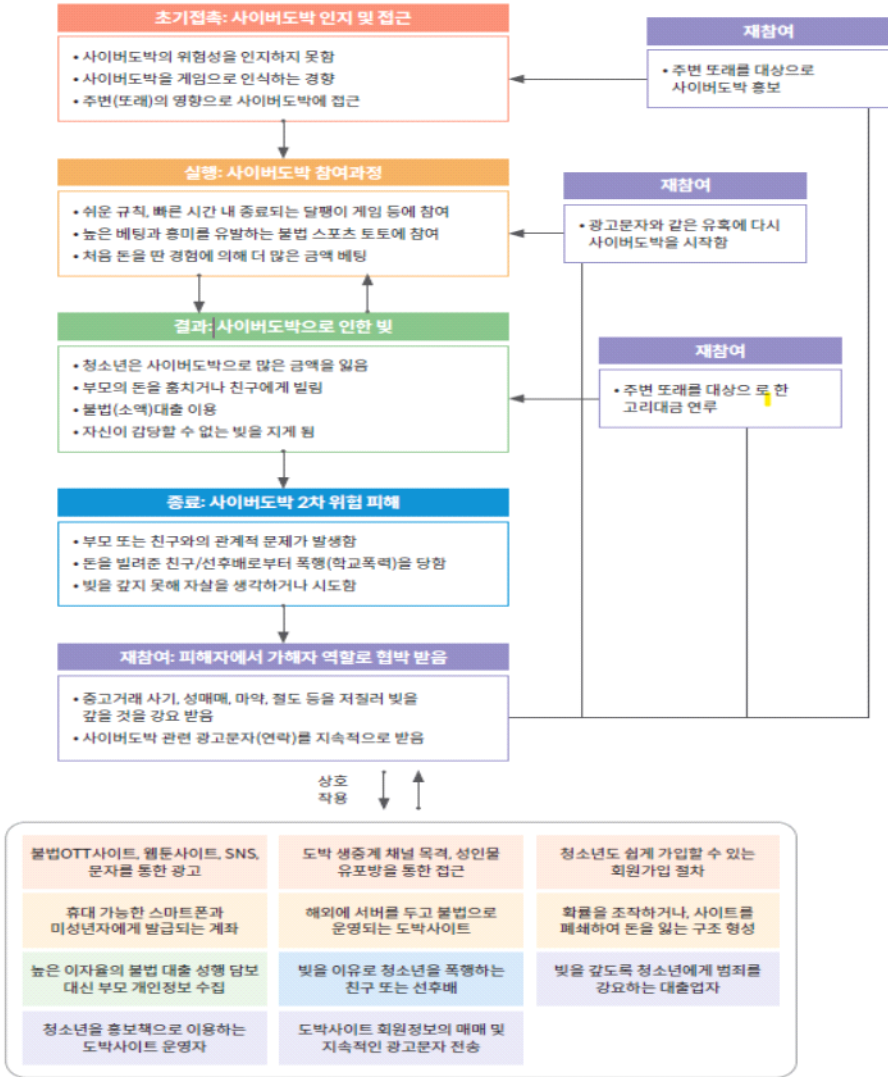 초기접촉: 사이버도박 인지 및 접근
• 사이버도박의 위험성을 인지하지 못함
• 사이버도박을 게임으로 인식하는 경향
• 주변(또래)의 영향으로 사이버도박에 접근
재참여
• 주변 또래를 대상으로
사이버도박 홍보
실행: 사이버도박 참여과정
• 쉬운 규칙, 빠른 시간 내 종료되는 달팽이 게임 등에 참여
• 높은 베팅과 흥미를 유발하는 불법 스포츠 토토에 참여
• 처음 돈을 딴 경험에 의해 더 많은 금액 베팅
재참여
• 광고문자와 같은 유혹에 다시
사이버도박을 시작함
결과: 사이버도박으로 인한 빚
• 청소년은 사이버도박으로 많은 금액을 잃음
• 부모의 돈을 훔치거나 친구에게 빌림
• 불법(소액)대출 이용
• 자신이 감당할 수 없는 빚을 지게 됨
재참여
• 주변 또래를 대상으 로 한
고리대금 연루
종료: 사이버도박 2차 위험 피해
• 부모 또는 친구와의 관계적 문제가 발생함
• 돈을 빌려준 친구/선후배로부터 폭행(학교폭력)을 당함
• 빚을 갚지 못해 자살을 생각하거나 시도함
재참여: 피해자에서 가해자 역할로 협박 받음
• 중고거래 사기, 성매매, 마약, 절도 등을 저질러 빚을
갚을 것을 강요 받음
• 사이버도박 관련 광고문자(연락)를 지속적으로 받음
상호
작용
불법OTT사이트, 웹툰사이트, SNS,
문자를 통한 광고
도박 생중계 채널 목격, 성인물
유포방을 통한 접근
청소년도 쉽게 가입할 수 있는
회원가입 절차
휴대 가능한 스마트폰과
미성년자에게 발급되는 계좌
해외에 서버를 두고 불법으로
운영되는 도박사이트
확률을 조작하거나, 사이트를
폐쇄하여 돈을 잃는 구조 형성
높은 이자율의 불법 대출 성행 담보
대신 부모 개인정보 수집
빚을 이유로 청소년을 폭행하는
친구 또는 선후배
빚을 갚도록 청소년에게 범죄를
강요하는 대출업자
청소년을 홍보책으로 이용하는
도박사이트 운영자
도박사이트 회원정보의 매매 및
지속적인 광고문자 전송